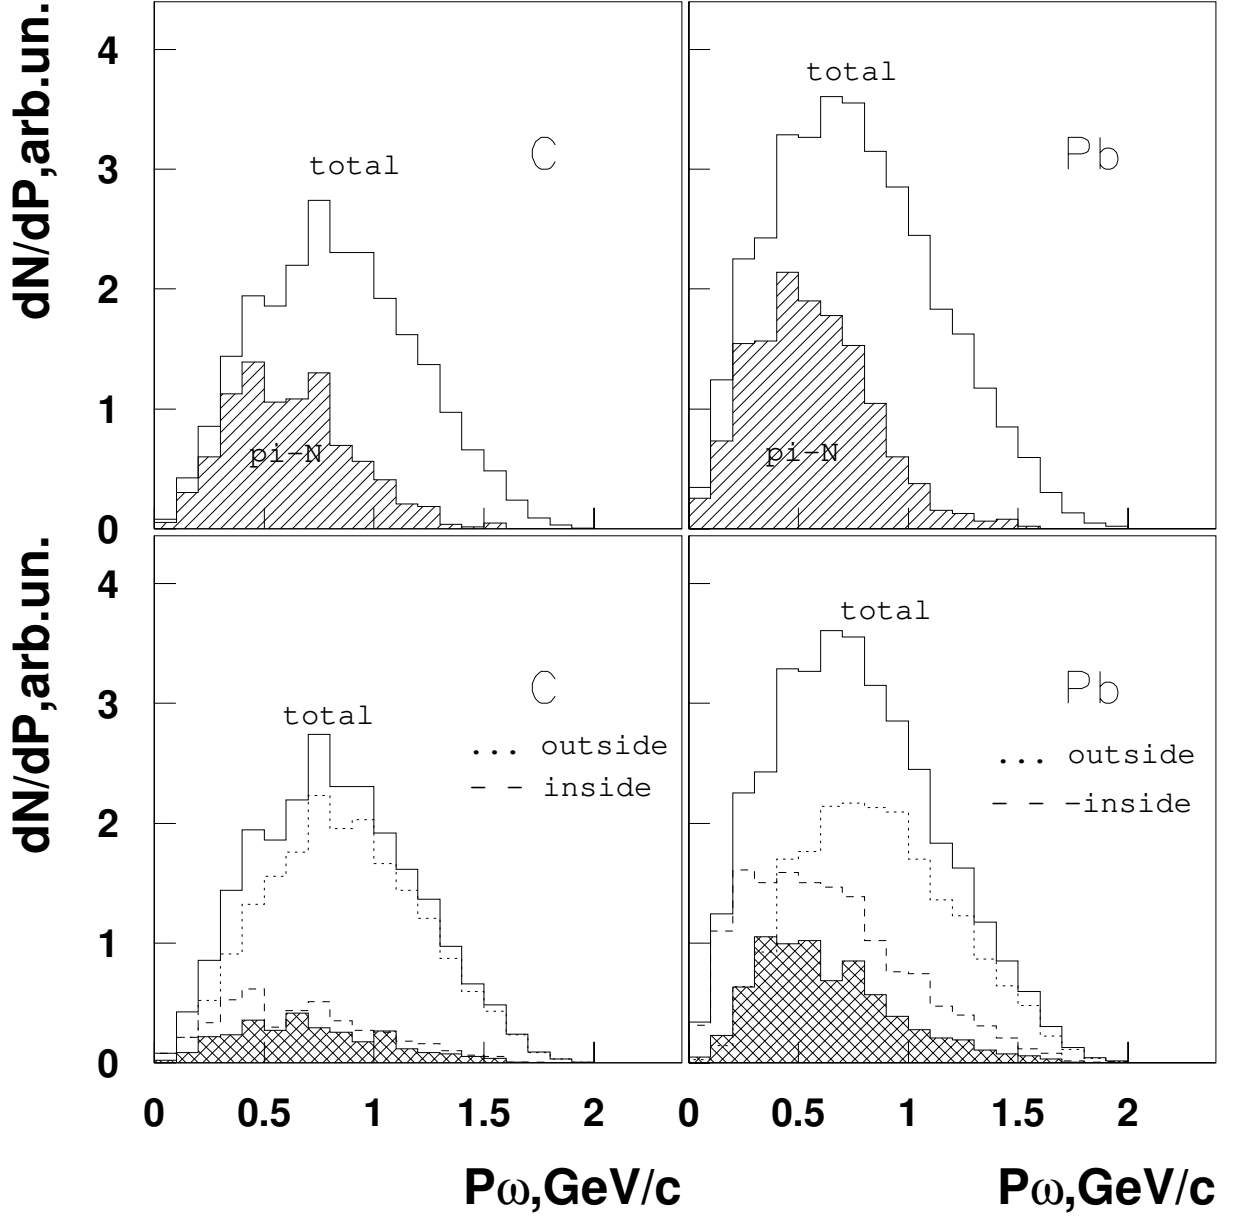 dN/dP,arb.un.
4
3
2
1
0
total
C
pi-N
total
Pb
pi-N
dN/dP,arb.un.
4
3
2
1
0
total
C
... outside
- - inside
total
Pb
... outside
- - -inside
0 0.5 1 1.5 2
0 0.5 1 1.5 2
Pω,GeV/c
Pω,GeV/c